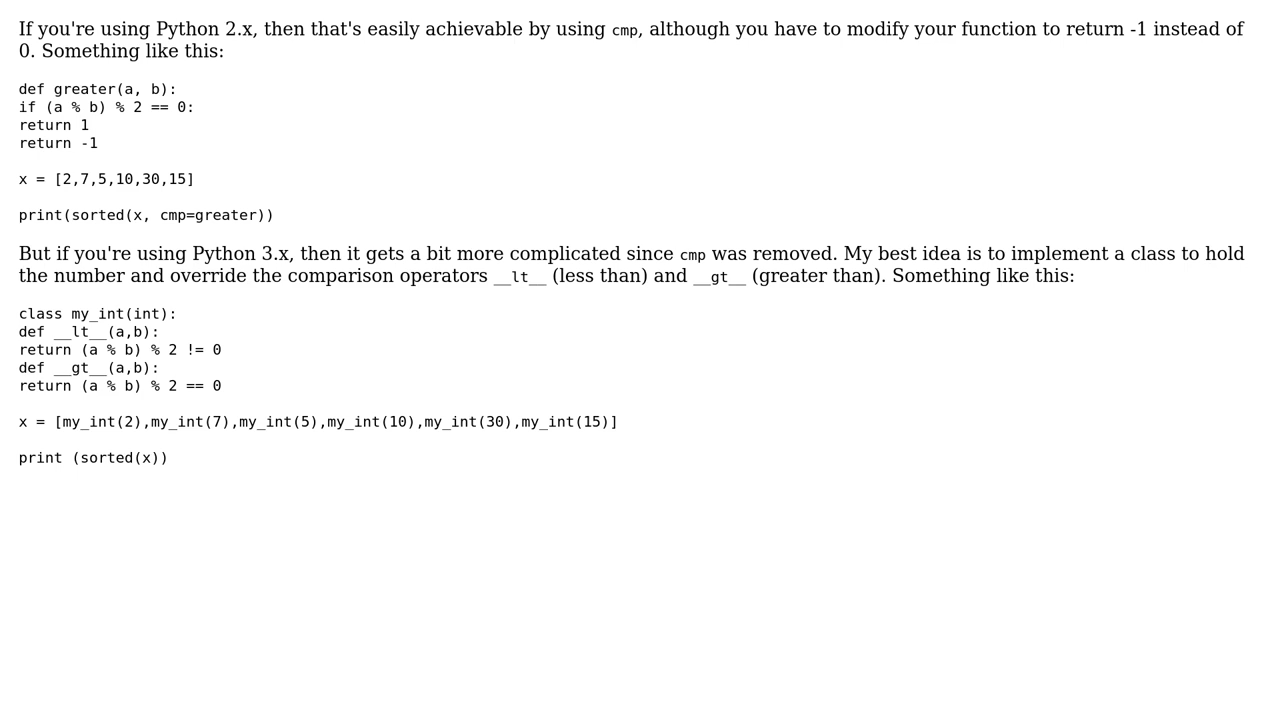 If you're using Python 2.x, then that's easily achievable by using cmp, although you have to modify your function to return -1 instead of
0. Something like this:
def greater(a, b):
if (a % b) % 2 == 0:
return 1
return -1
x = [2,7,5,10,30,15]
print(sorted(x, cmp=greater))
But if you're using Python 3.x, then it gets a bit more complicated since cmp was removed. My best idea is to implement a class to hold
the number and override the comparison operators __lt__ (less than) and __gt__ (greater than). Something like this:
class my_int(int):
def __lt__(a,b):
return (a % b) % 2 != 0
def __gt__(a,b):
return (a % b) % 2 == 0
x = [my_int(2),my_int(7),my_int(5),my_int(10),my_int(30),my_int(15)]
print (sorted(x))